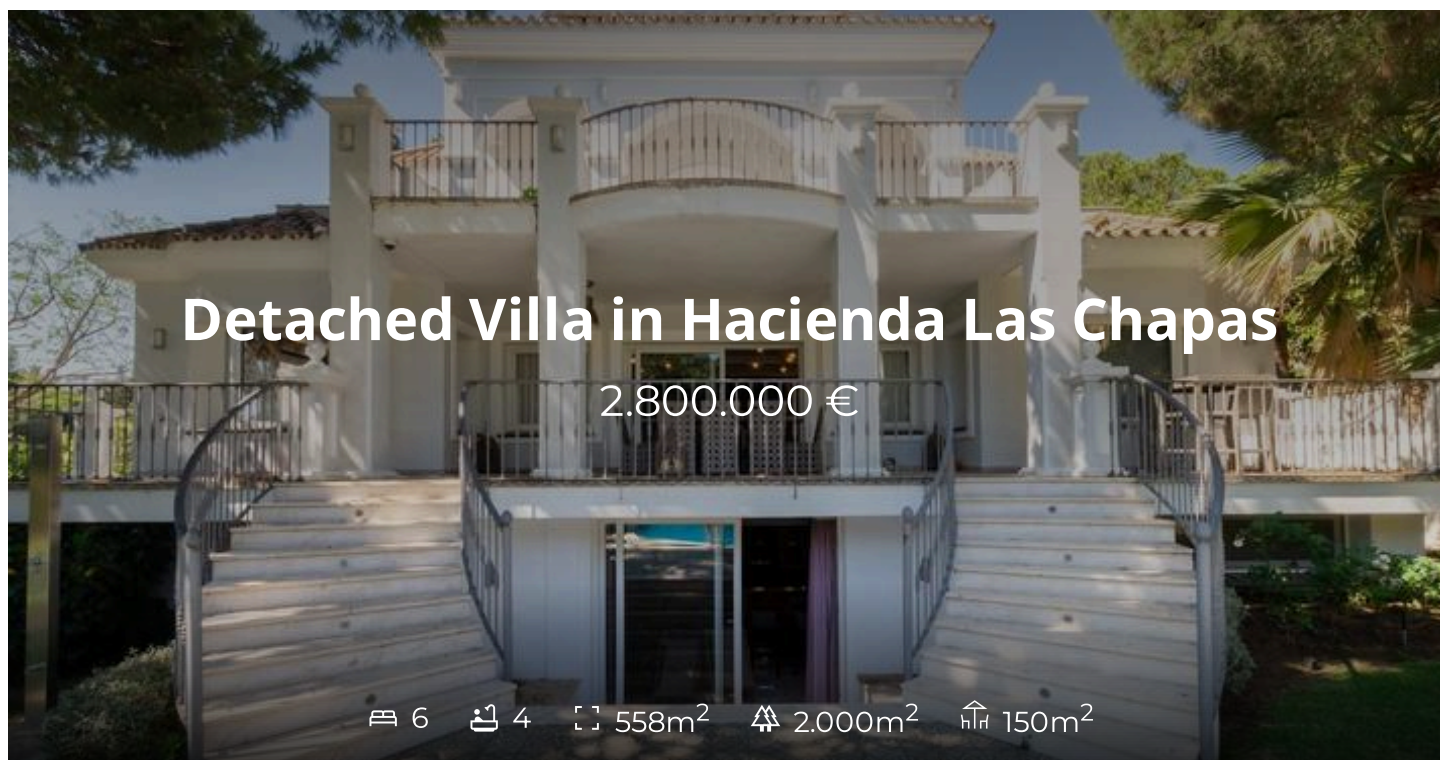 Detached Villa in Hacienda Las Chapas
2.800.000 €
6 4 558m² 2.000m² 150m²